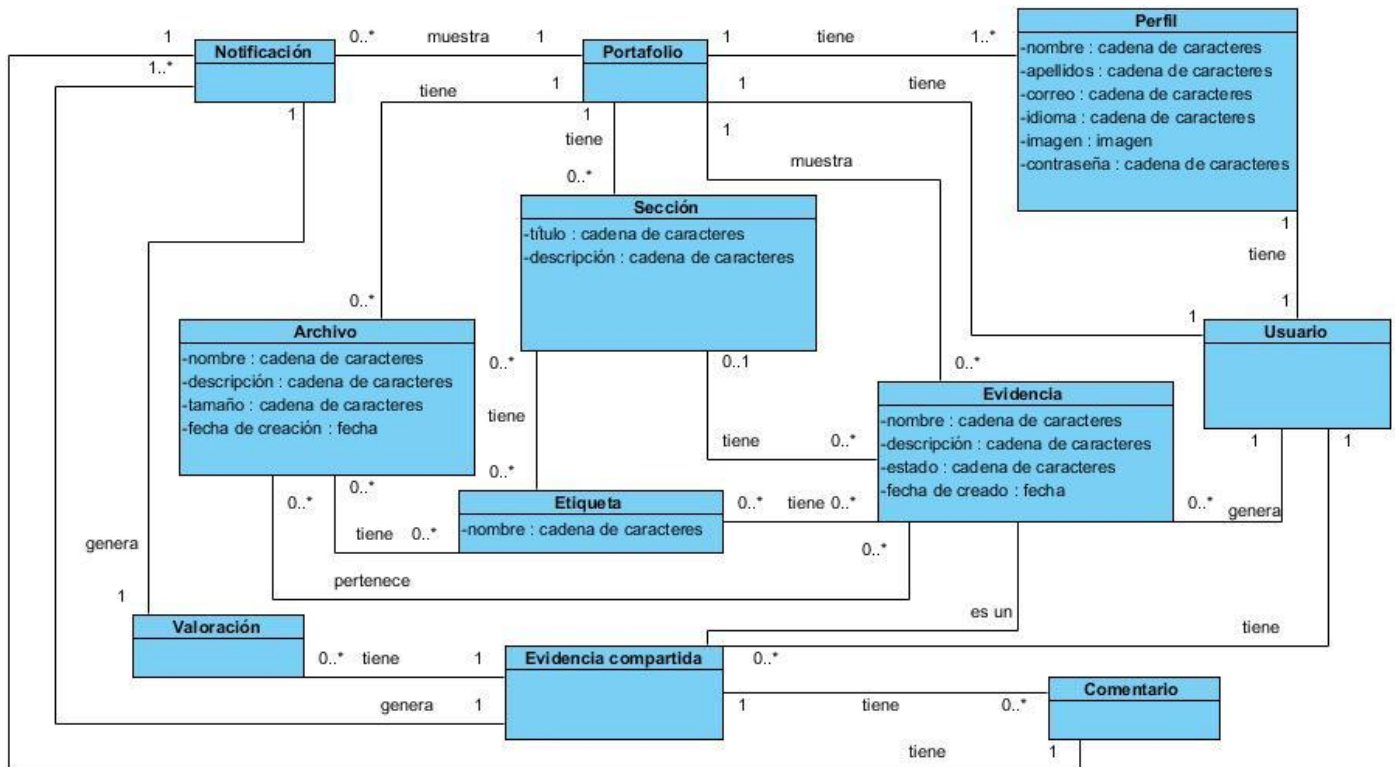 Perfil
-nombre : cadena de caracteres
-apellidos : cadena de caracteres
-correo : cadena de caracteres
-idioma : cadena de caracteres
-imagen : imagen
-contraseña : cadena de caracteres
1
Notificación
0..*
muestra
1
Portafolio
1
tiene
1..*
1..*
1
tiene
1
1
1
tiene
1
tiene
muestra
0..*
1
tiene
Sección
-título : cadena de caracteres
-descripción : cadena de caracteres
0..*
1
1
Archivo
-nombre : cadena de caracteres
-descripción : cadena de caracteres
-tamaño : cadena de caracteres
-fecha de creación : fecha
Usuario
0..*
0..1
0..*
Evidencia
-nombre : cadena de caracteres
-descripción : cadena de caracteres
-estado : cadena de caracteres
-fecha de creado : fecha
tiene
tiene
0..*
1
1
0..*
0..*
0..*
Etiqueta
-nombre : cadena de caracteres
0..*
tiene
0..*
0..*
genera
tiene
0..*
genera
0..*
pertenece
1
es un
Valoración
tiene
0..*
tiene
1
Evidencia compartida
0..*
Comentario
genera
1
1
tiene
0..*
tiene
1